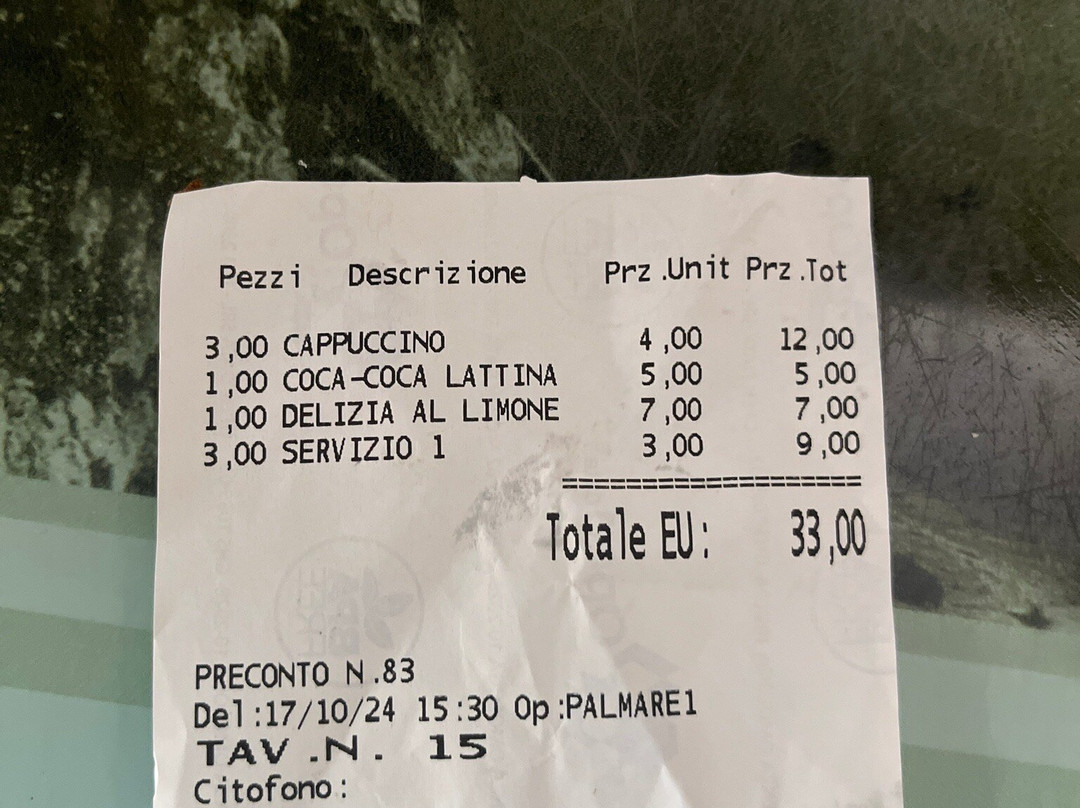 Pezzi Descrizione Prz.Unit Prz.Tot
3,00 CAPPUCCINO 4,00 12,00
1,00 COCA-COCA LATTINA 5,00 5,00
1,00 DELIZIA AL LIMONE 7,00 7,00
3,00 SERVIZIO 1 3,00 9,00
====================
Totale EU: 33,00
PRECONTO N.83
Del:17/10/24 15:30 Op:PALMARE1
TAV.N. 15
Citofono: